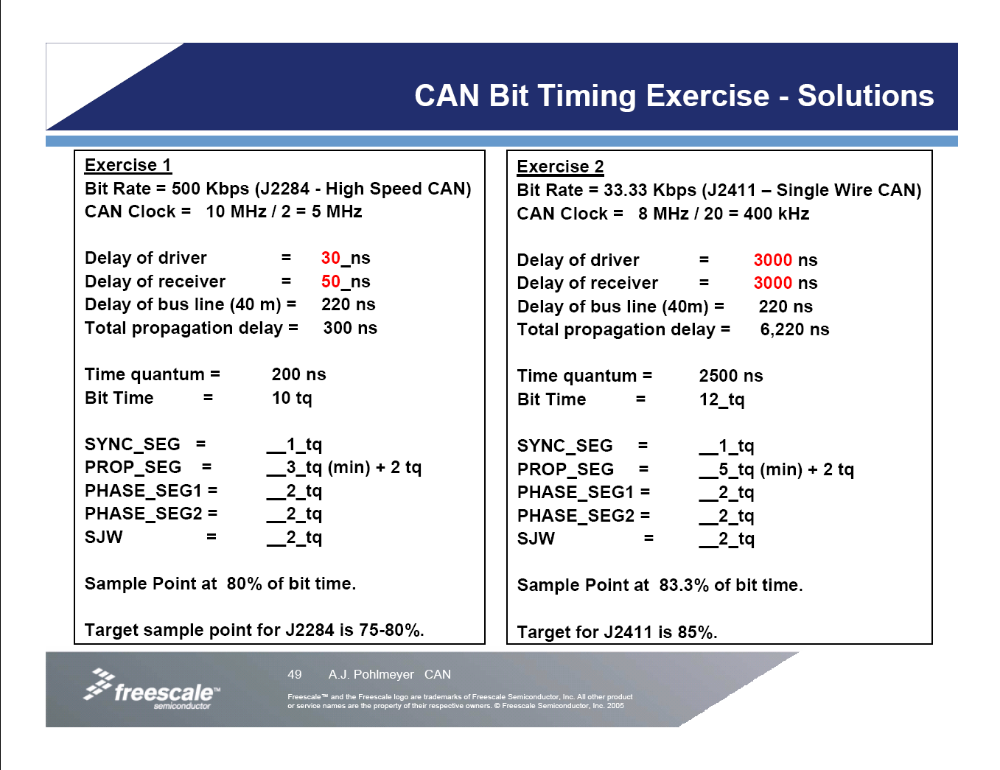 CAN Bit Timing Exercise - Solutions
Exercise 1
Bit Rate = 500 Kbps (J2284 - High Speed CAN)
CAN Clock = 10 MHz / 2 = 5 MHz
Delay of driver = 30_ns
Delay of receiver = 50_ns
Delay of bus line (40 m) = 220 ns
Total propagation delay = 300 ns
Time quantum = 200 ns
Bit Time = 10 tq
SYNC_SEG = __1_tq
PROP_SEG = __3_tq (min) + 2 tq
PHASE_SEG1 = __2_tq
PHASE_SEG2 = __2_tq
SJW = __2_tq
Sample Point at 80% of bit time.
Target sample point for J2284 is 75-80%.
Exercise 2
Bit Rate = 33.33 Kbps (J2411 – Single Wire CAN)
CAN Clock = 8 MHz / 20 = 400 kHz
Delay of driver = 3000 ns
Delay of receiver = 3000 ns
Delay of bus line (40m) = 220 ns
Total propagation delay = 6,220 ns
Time quantum = 2500 ns
Bit Time = 12_tq
SYNC_SEG = __1_tq
PROP_SEG = __5_tq (min) + 2 tq
PHASE_SEG1 = __2_tq
PHASE_SEG2 = __2_tq
SJW = __2_tq
Sample Point at 83.3% of bit time.
Target for J2411 is 85%.
freescale™
semiconductor
49 A.J. Pohlmeyer CAN
Freescale™ and the Freescale logo are trademarks of Freescale Semiconductor, Inc. All other product
or service names are the property of their respective owners. © Freescale Semiconductor, Inc. 2005